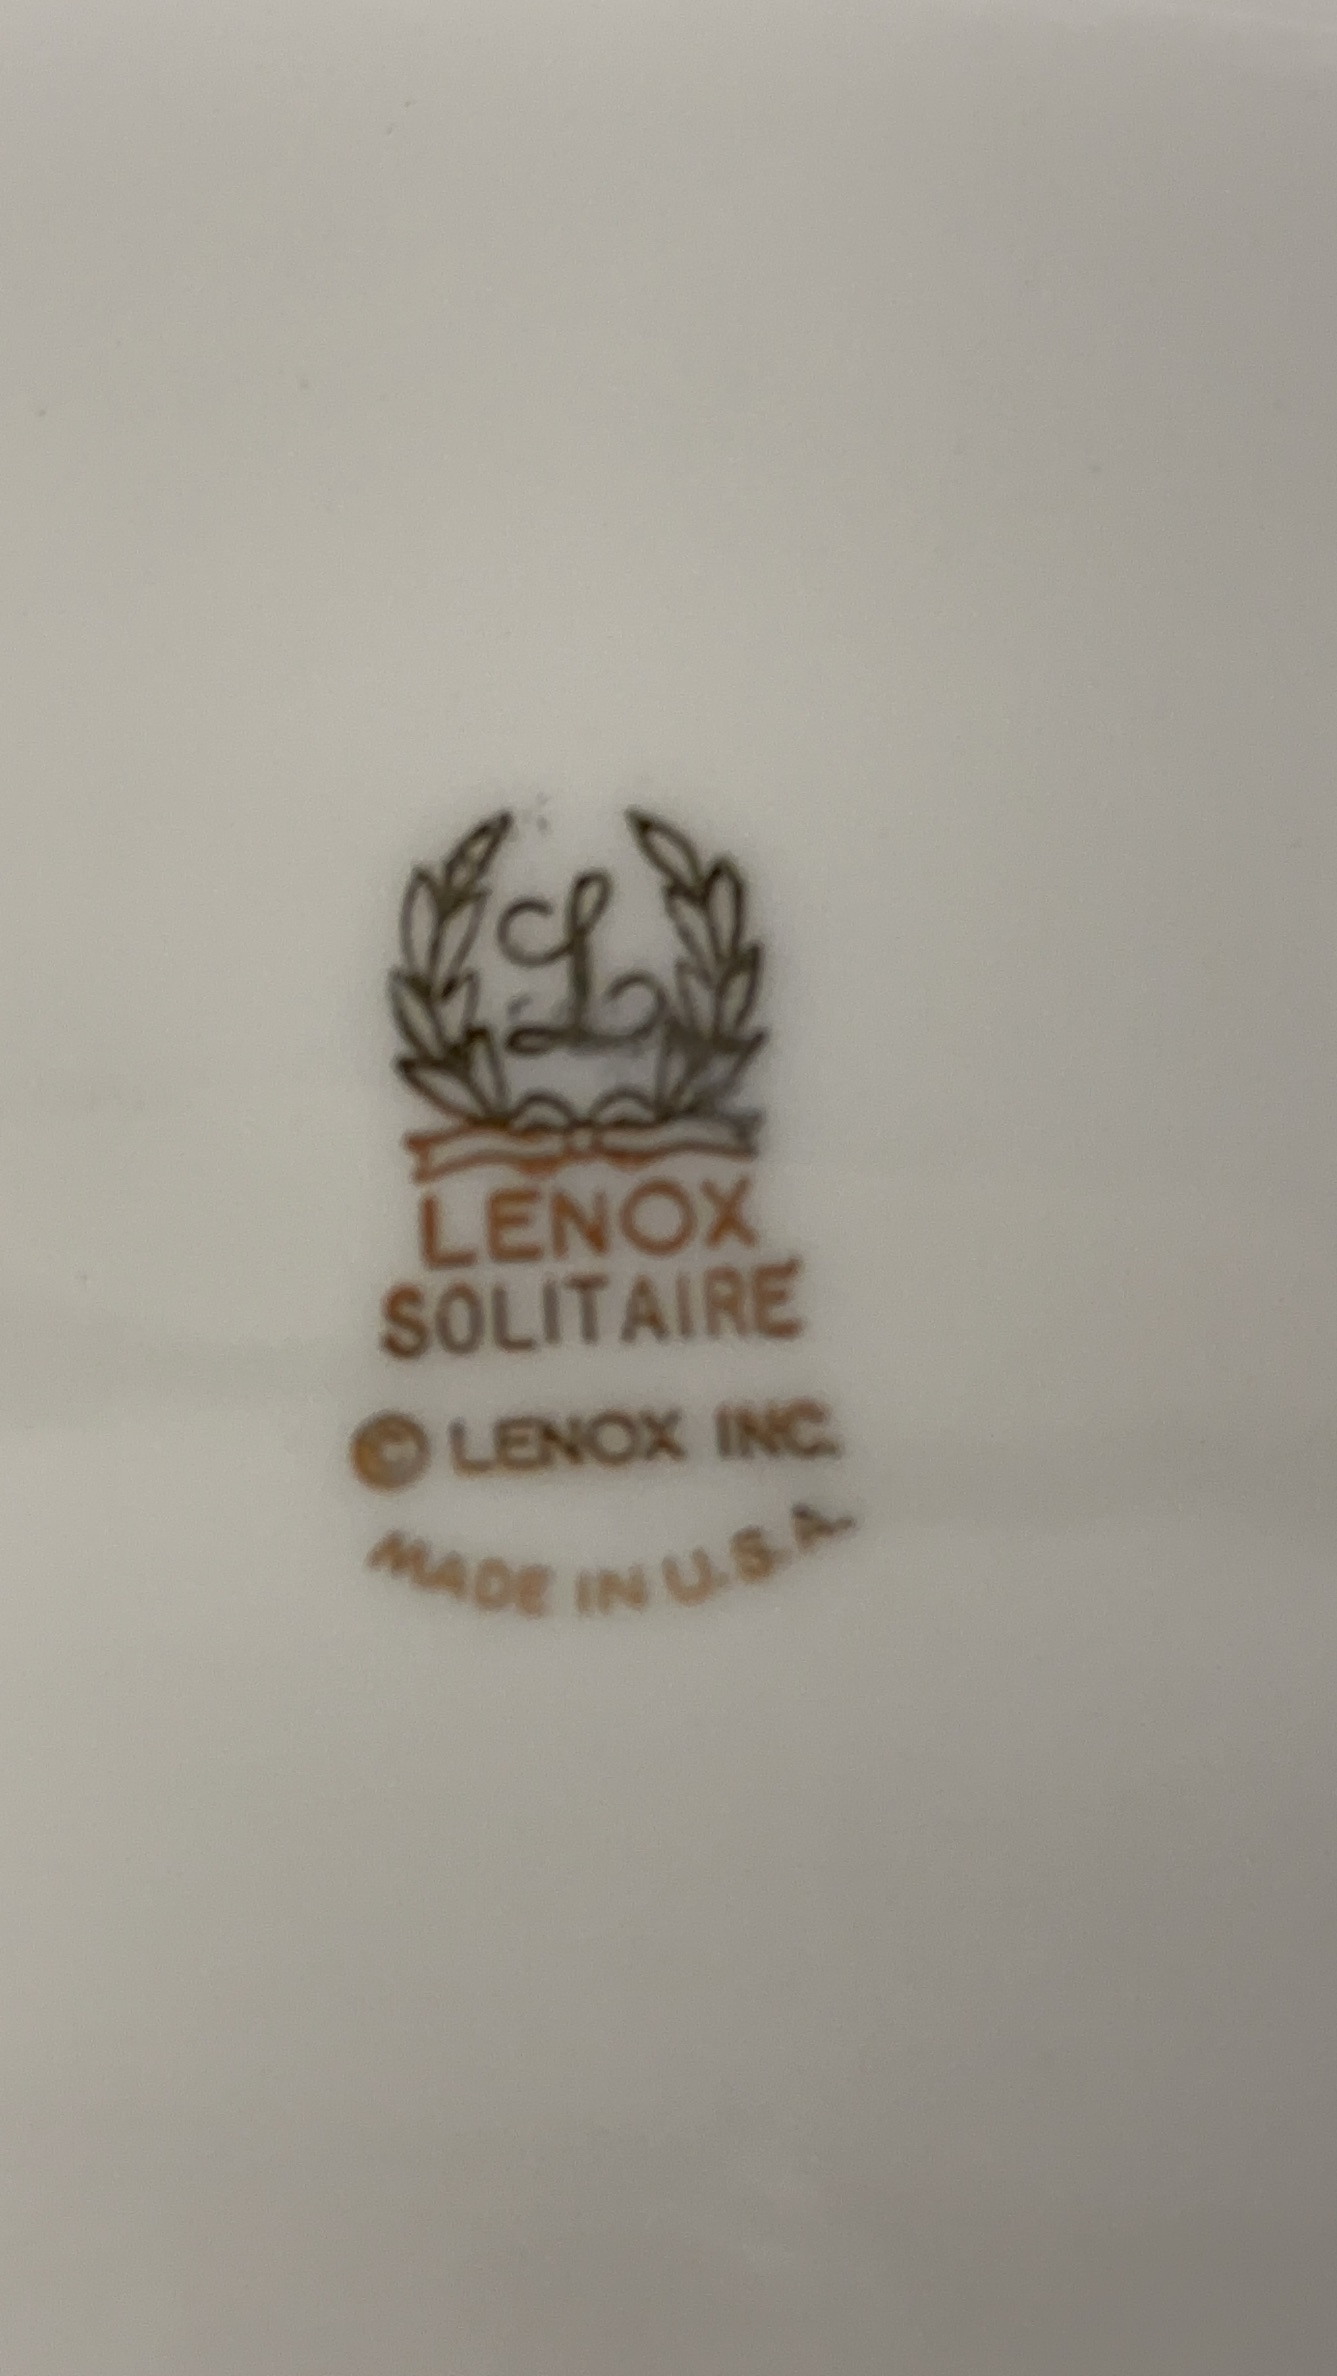 L
LENOX
SOLITAIRE
© LENOX INC.
MADE IN U.S.A.